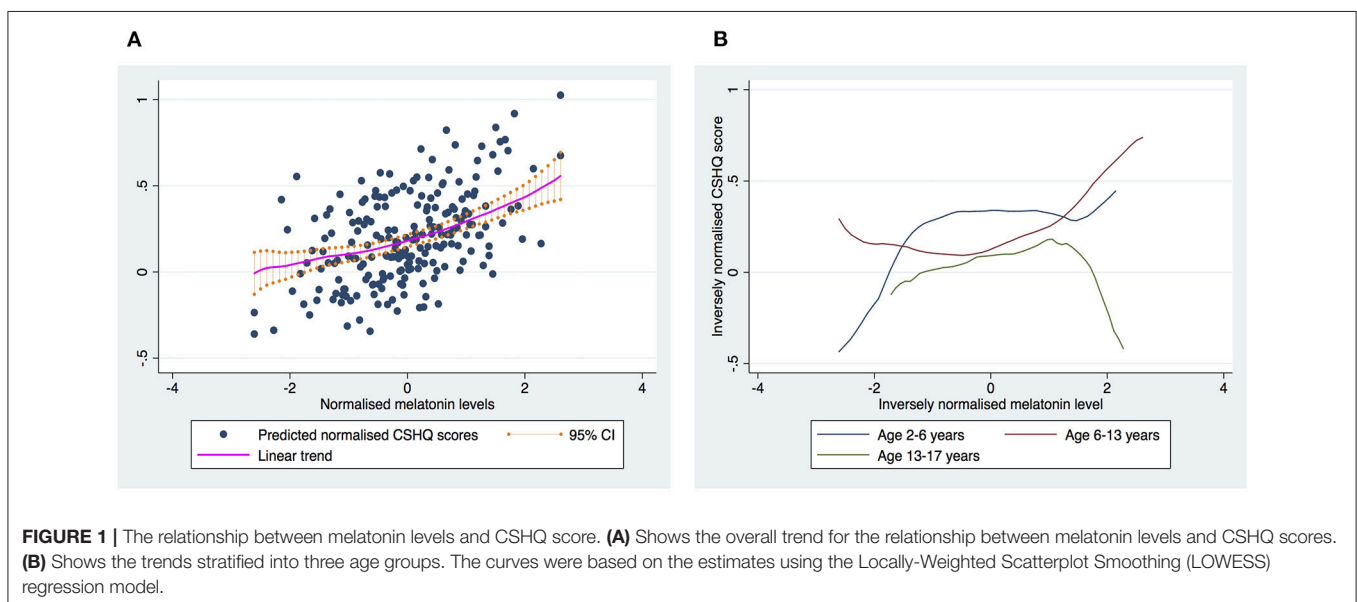 A
B
1
.5
0
-.5
-4
-2
0
2
4
Normalised melatonin levels
Predicted normalised CSHQ scores
95% CI
Linear trend
Inversely normalised CSHQ score
1
.5
0
-.5
-4
-2
0
2
4
Inversely normalised melatonin level
Age 2-6 years
Age 6-13 years
Age 13-17 years
FIGURE 1 | The relationship between melatonin levels and CSHQ score. (A) Shows the overall trend for the relationship between melatonin levels and CSHQ scores.
(B) Shows the trends stratified into three age groups. The curves were based on the estimates using the Locally-Weighted Scatterplot Smoothing (LOWESS)
regression model.